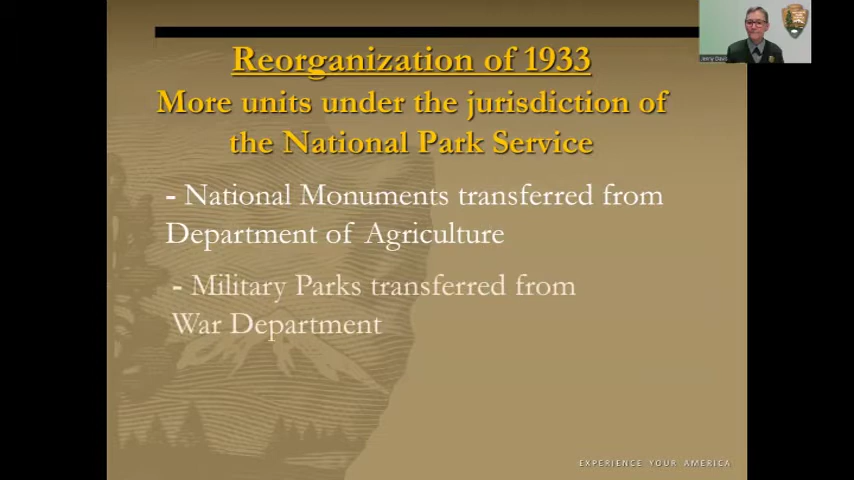 Reorganization of 1933
More units under the jurisdiction of
the National Park Service
- National Monuments transferred from
Department of Agriculture
- Military Parks transferred from
War Department
EXPERIENCE YOUR AMERICA